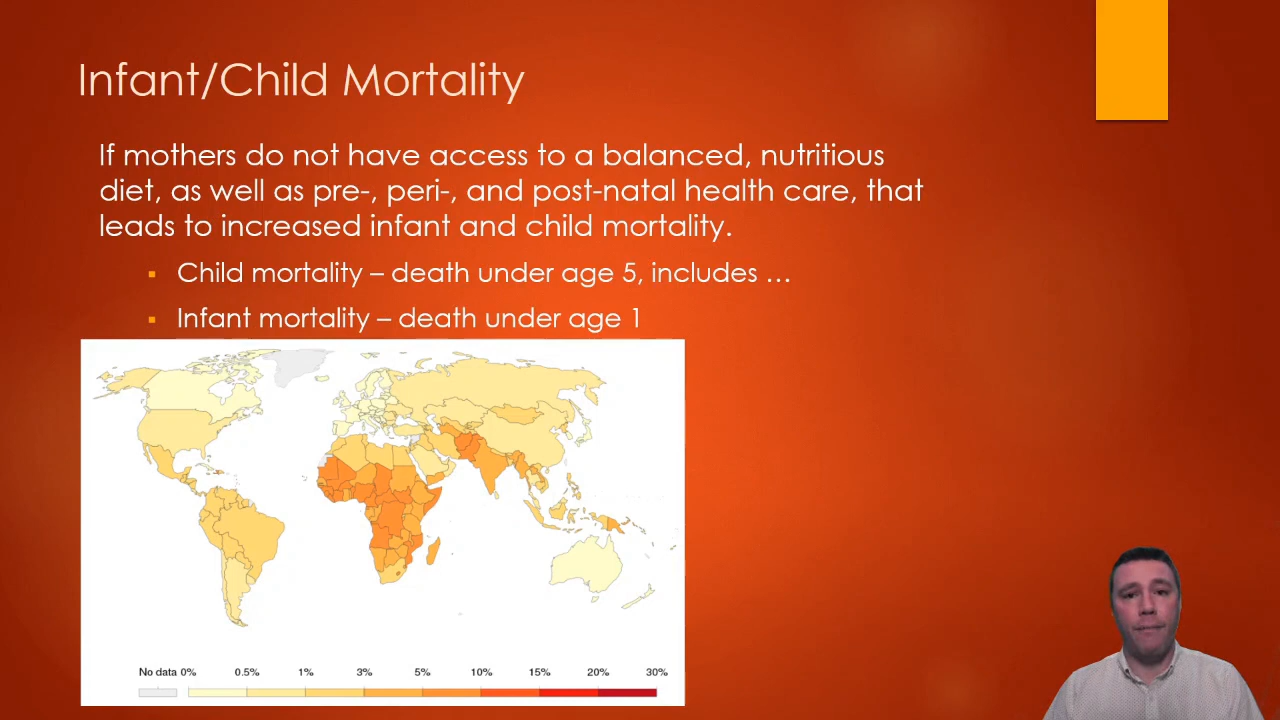 Infant/Child Mortality
If mothers do not have access to a balanced, nutritious
diet, as well as pre-, peri-, and post-natal health care, that
leads to increased infant and child mortality.
▪ Child mortality – death under age 5, includes …
▪ Infant mortality – death under age 1
No data 0% 0.5% 1% 3% 5% 10% 15% 20% 30%